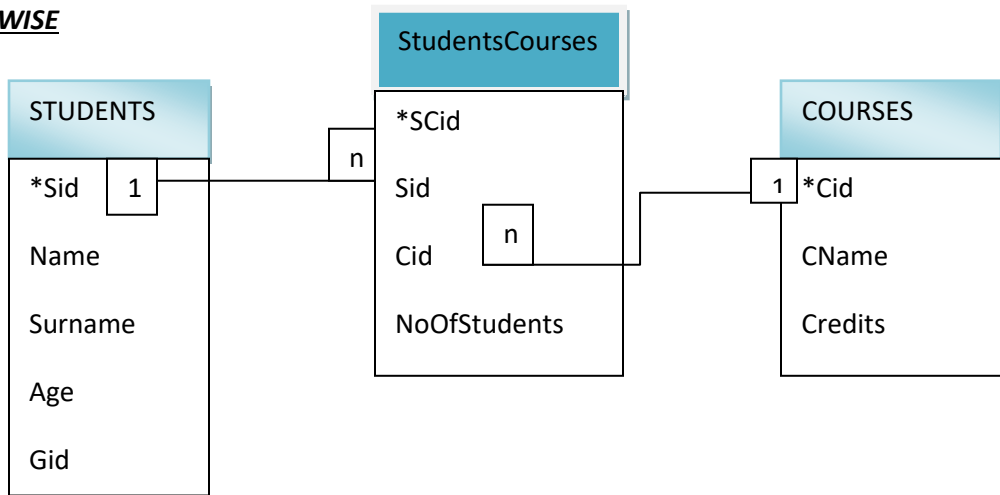 WISE
StudentsCourses
STUDENTS
COURSES
*SCid
n
*Sid
1
Sid
1
*Cid
n
Name
Cid
CName
Surname
NoOfStudents
Credits
Age
Gid